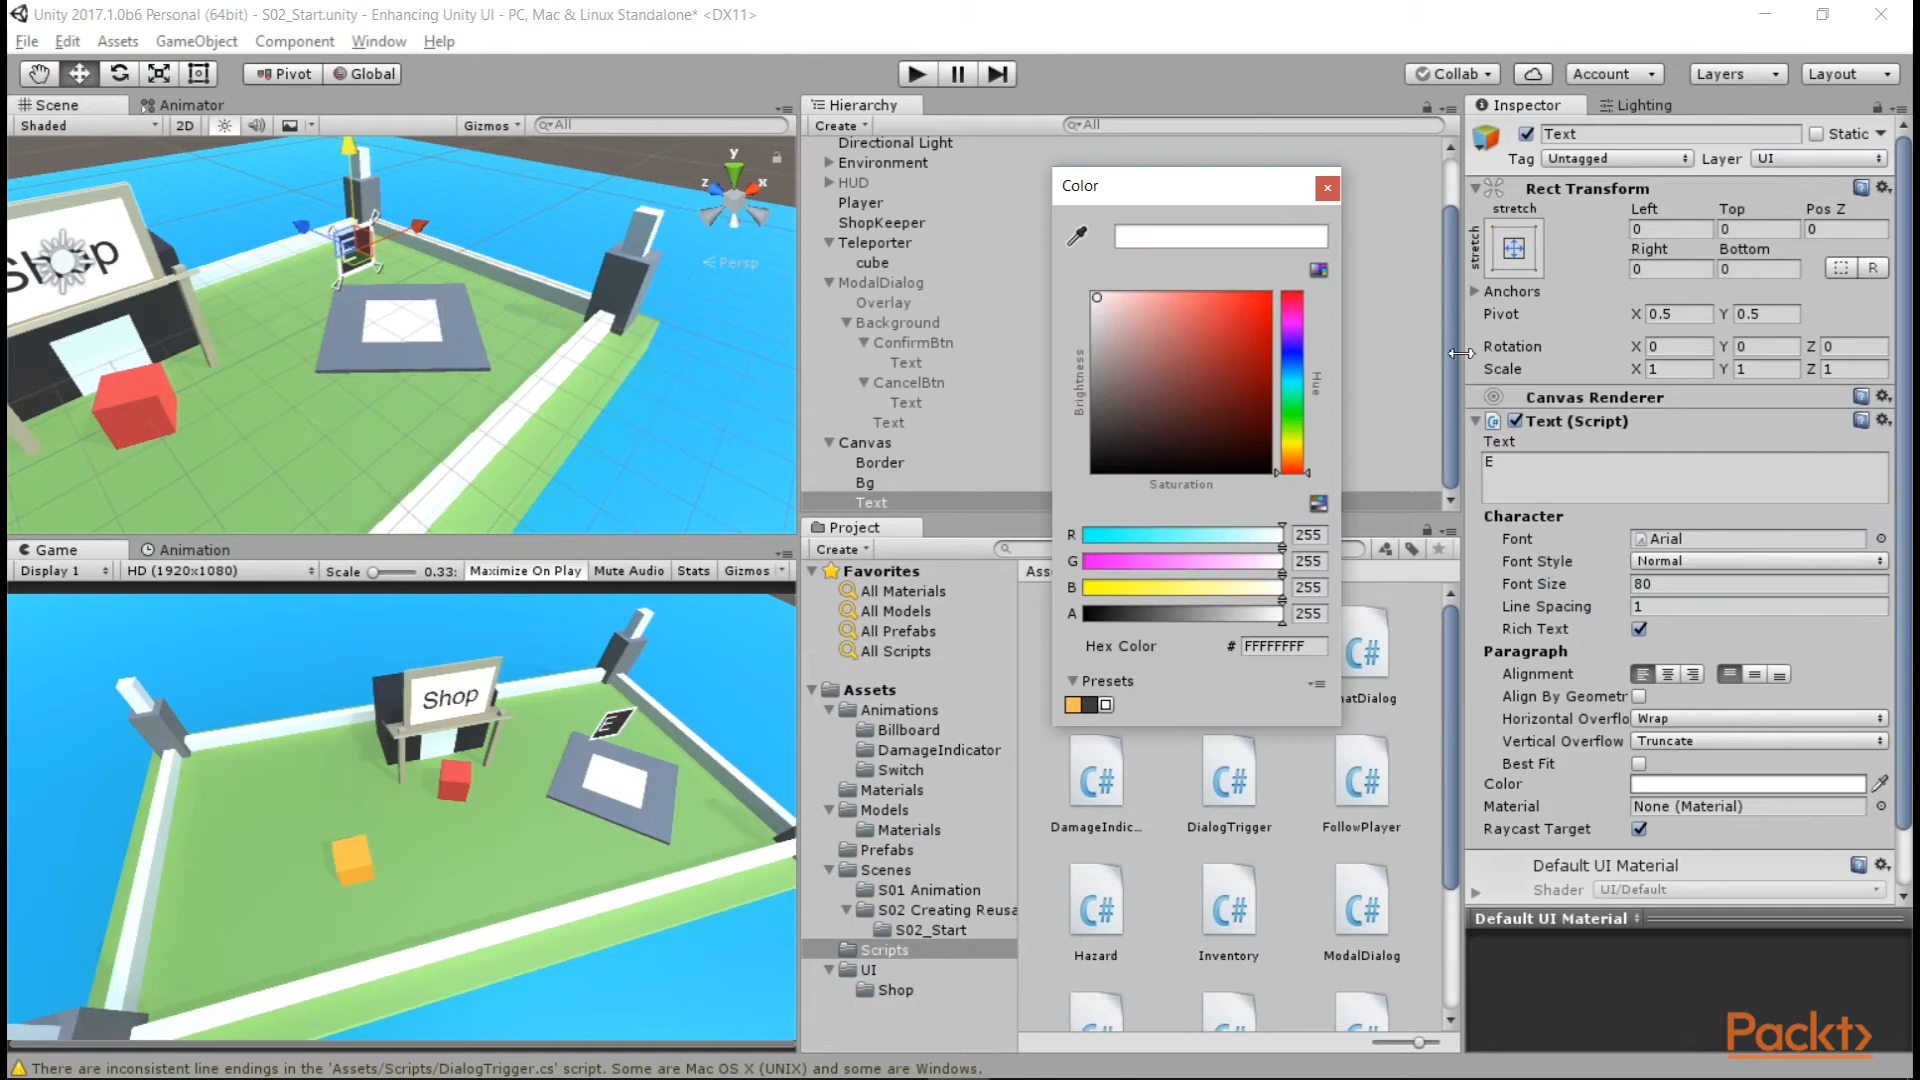 Unity 2017.1.0b6 Personal (64bit) - S02_Start.unity - Enhancing Unity UI - PC, Mac & Linux Standalone* <DX11>
File Edit Assets GameObject Component Window Help
Pivot Global Collab Account Layers Layout
Scene Animator
Shaded 2D Gizmos All
y
z x
Persp
Shop
Game Animation
Display 1 HD (1920x1080) Scale 0.33: Maximize On Play Mute Audio Stats Gizmos
Shop
E
Hierarchy
Create All
Directional Light
Environment
HUD
Player
ShopKeeper
Teleporter
cube
ModalDialog
Overlay
Background
ConfirmBtn
Text
CancelBtn
Text
Text
Canvas
Border
Bg
Text
Project
Create
Favorites
All Materials
All Models
All Prefabs
All Scripts
Assets
Animations
Billboard
DamageIndicator
Switch
Materials
Models
Materials
Prefabs
Scenes
S01 Animation
S02 Creating Reusa
S02_Start
Scripts
UI
Shop
Asse
C#
hatDialog
C# C# C#
DamageIndic... DialogTrigger FollowPlayer
C# C# C#
Hazard Inventory ModalDialog
Color
Brightness
Hue
Saturation
R 255
G 255
B 255
A 255
Hex Color # FFFFFFFF
Presets
Inspector Lighting
Text Static
Tag Untagged Layer UI
Rect Transform
stretch Left Top Pos Z
stretch
0 0 0
Right Bottom
0 0 R
Anchors
Pivot X 0.5 Y 0.5
Rotation X 0 Y 0 Z 0
Scale X 1 Y 1 Z 1
Canvas Renderer
Text (Script)
Text
E
Character
Font Arial
Font Style Normal
Font Size 80
Line Spacing 1
Rich Text
Paragraph
Alignment
Align By Geometr
Horizontal Overflo Wrap
Vertical Overflow Truncate
Best Fit
Color
Material None (Material)
Raycast Target
Default UI Material
Shader UI/Default
Default UI Material
Packt>
There are inconsistent line endings in the 'Assets/Scripts/DialogTrigger.cs' script. Some are Mac OS X (UNIX) and some are Windows.